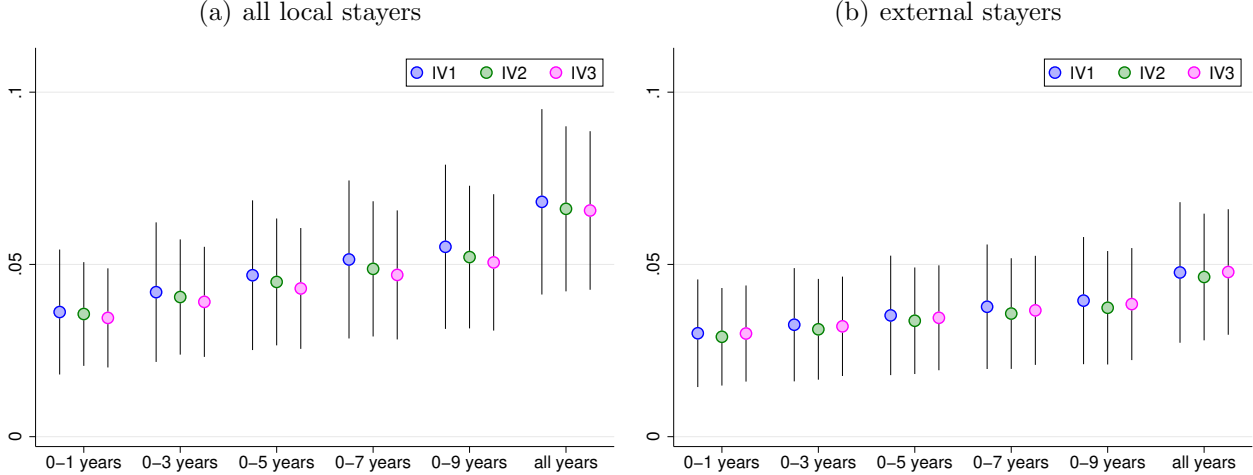 (a) all local stayers
IV1 IV2 IV3
.1
.05
0
0−1 years 0−3 years 0−5 years 0−7 years 0−9 years all years
(b) external stayers
IV1 IV2 IV3
.1
.05
0
0−1 years 0−3 years 0−5 years 0−7 years 0−9 years all years